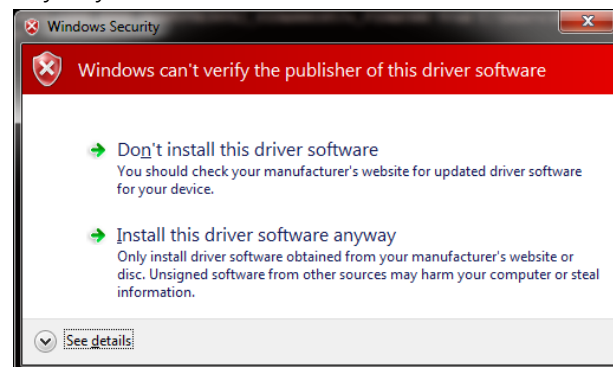 Windows Security
Windows can't verify the publisher of this driver software
Don't install this driver software
You should check your manufacturer's website for updated driver software
for your device.
Install this driver software anyway
Only install driver software obtained from your manufacturer's website or
disc. Unsigned software from other sources may harm your computer or steal
information.
See details